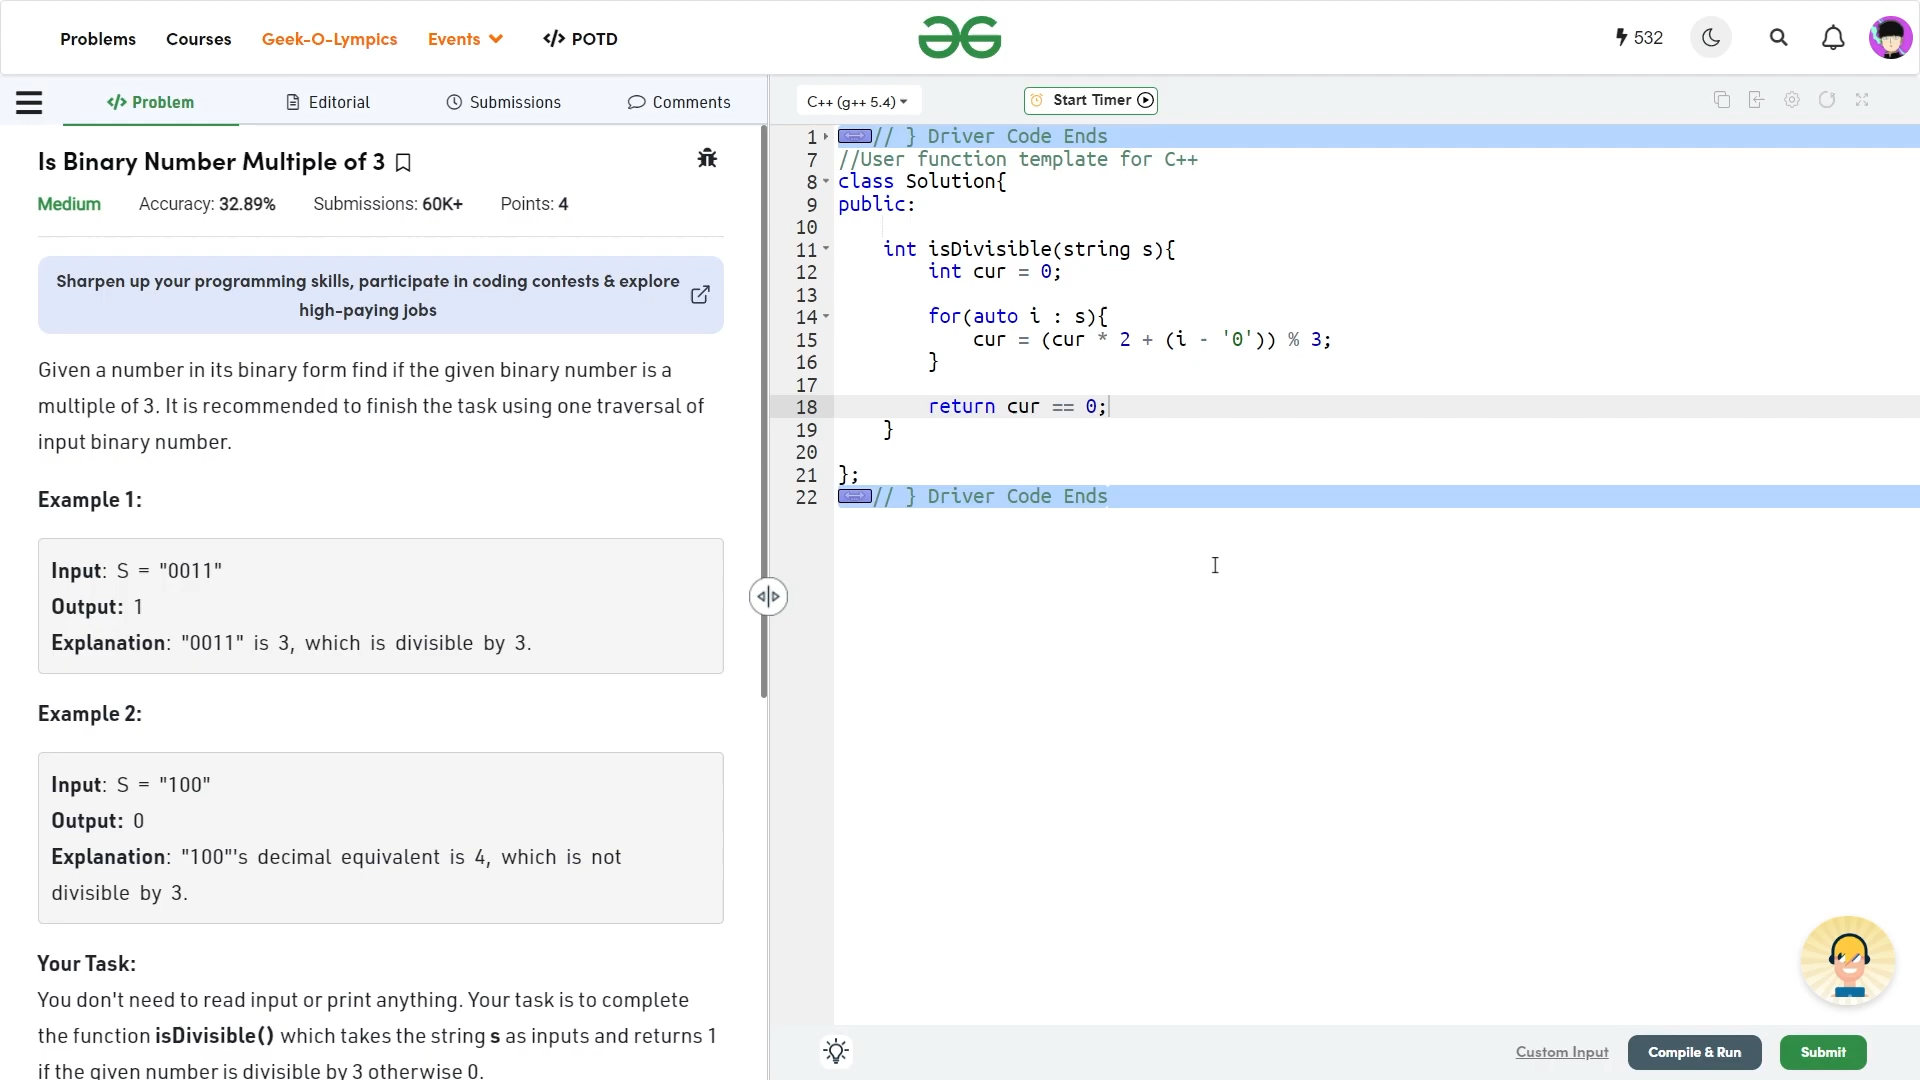 Problems Courses Geek-O-Lympics Events </> POTD 532
</> Problem Editorial Submissions Comments
Is Binary Number Multiple of 3
Medium Accuracy: 32.89% Submissions: 60K+ Points: 4
Sharpen up your programming skills, participate in coding contests & explore
high-paying jobs
Given a number in its binary form find if the given binary number is a
multiple of 3. It is recommended to finish the task using one traversal of
input binary number.
Example 1:
Input: S = "0011"
Output: 1
Explanation: "0011" is 3, which is divisible by 3.
Example 2:
Input: S = "100"
Output: 0
Explanation: "100"'s decimal equivalent is 4, which is not
divisible by 3.
Your Task:
You don't need to read input or print anything. Your task is to complete
the function isDivisible() which takes the string s as inputs and returns 1
if the given number is divisible by 3 otherwise 0.
C++ (g++ 5.4) Start Timer
1 // } Driver Code Ends
7 //User function template for C++
8 class Solution{
9 public:
10
11 int isDivisible(string s){
12 int cur = 0;
13
14 for(auto i : s){
15 cur = (cur * 2 + (i - '0')) % 3;
16 }
17
18 return cur == 0;
19 }
20
21 };
22 // } Driver Code Ends
Custom Input Compile & Run Submit